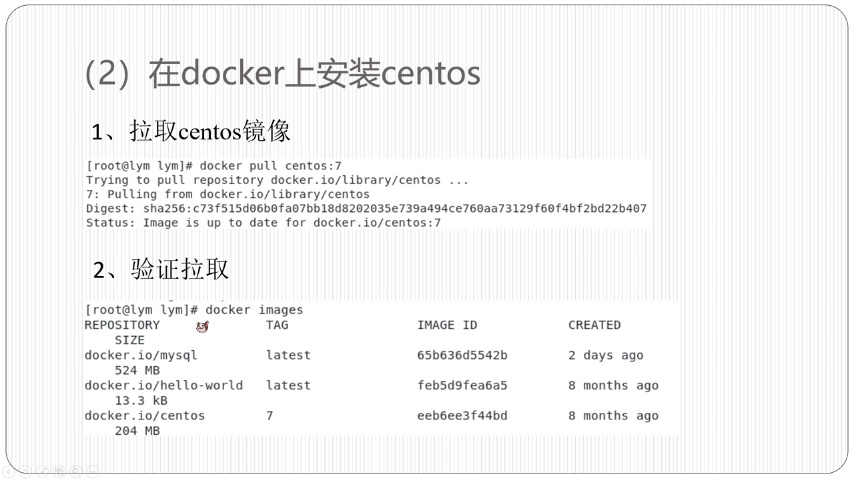 （2）在docker上安装centos
1、拉取centos镜像
[root@lym lym]# docker pull centos:7
Trying to pull repository docker.io/library/centos ...
7: Pulling from docker.io/library/centos
Digest: sha256:c73f515d06b0fa07bb18d8202035e739a494ce760aa73129f60f4bf2bd22b407
Status: Image is up to date for docker.io/centos:7
2、验证拉取
[root@lym lym]# docker images
REPOSITORY TAG IMAGE ID CREATED
SIZE
docker.io/mysql latest 65b636d5542b 2 days ago
524 MB
docker.io/hello-world latest feb5d9fea6a5 8 months ago
13.3 kB
docker.io/centos 7 eeb6ee3f44bd 8 months ago
204 MB